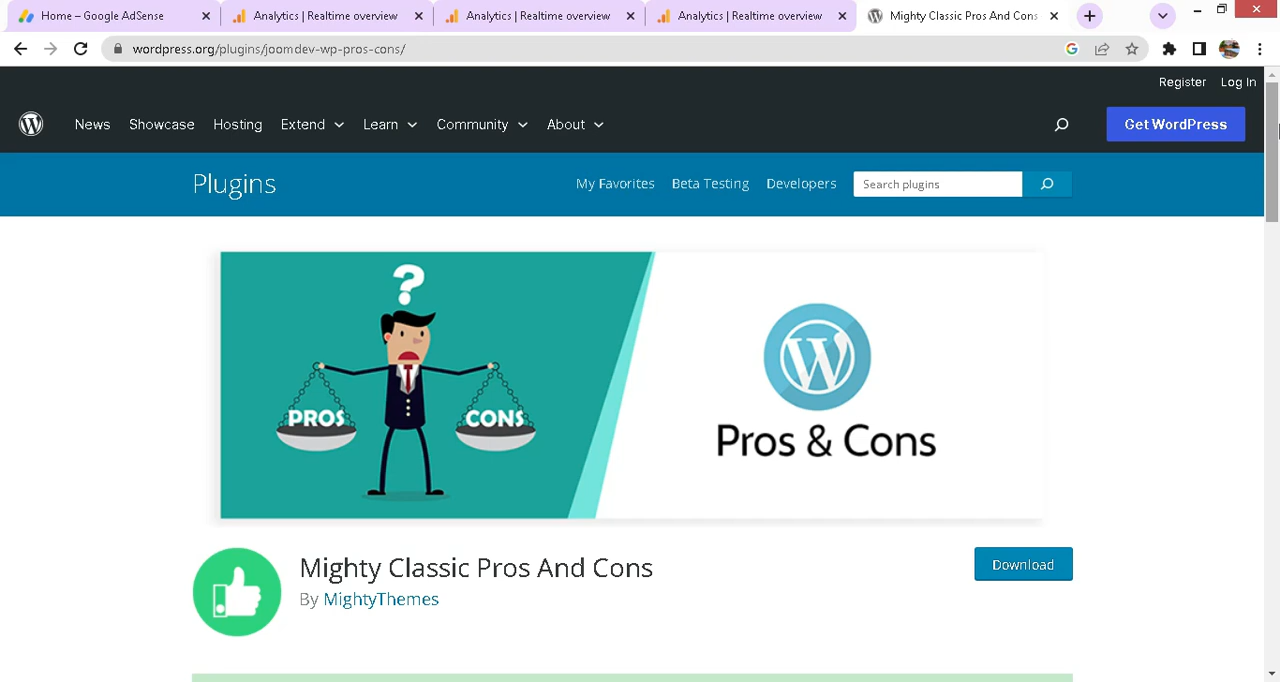 Home – Google AdSense
Analytics | Realtime overview
Analytics | Realtime overview
Analytics | Realtime overview
Mighty Classic Pros And Cons
wordpress.org/plugins/joomdev-wp-pros-cons/
Register Log In
News Showcase Hosting Extend Learn Community About
Get WordPress
Plugins
My Favorites Beta Testing Developers
Search plugins
?
PROS
CONS
Pros & Cons
Mighty Classic Pros And Cons
By MightyThemes
Download